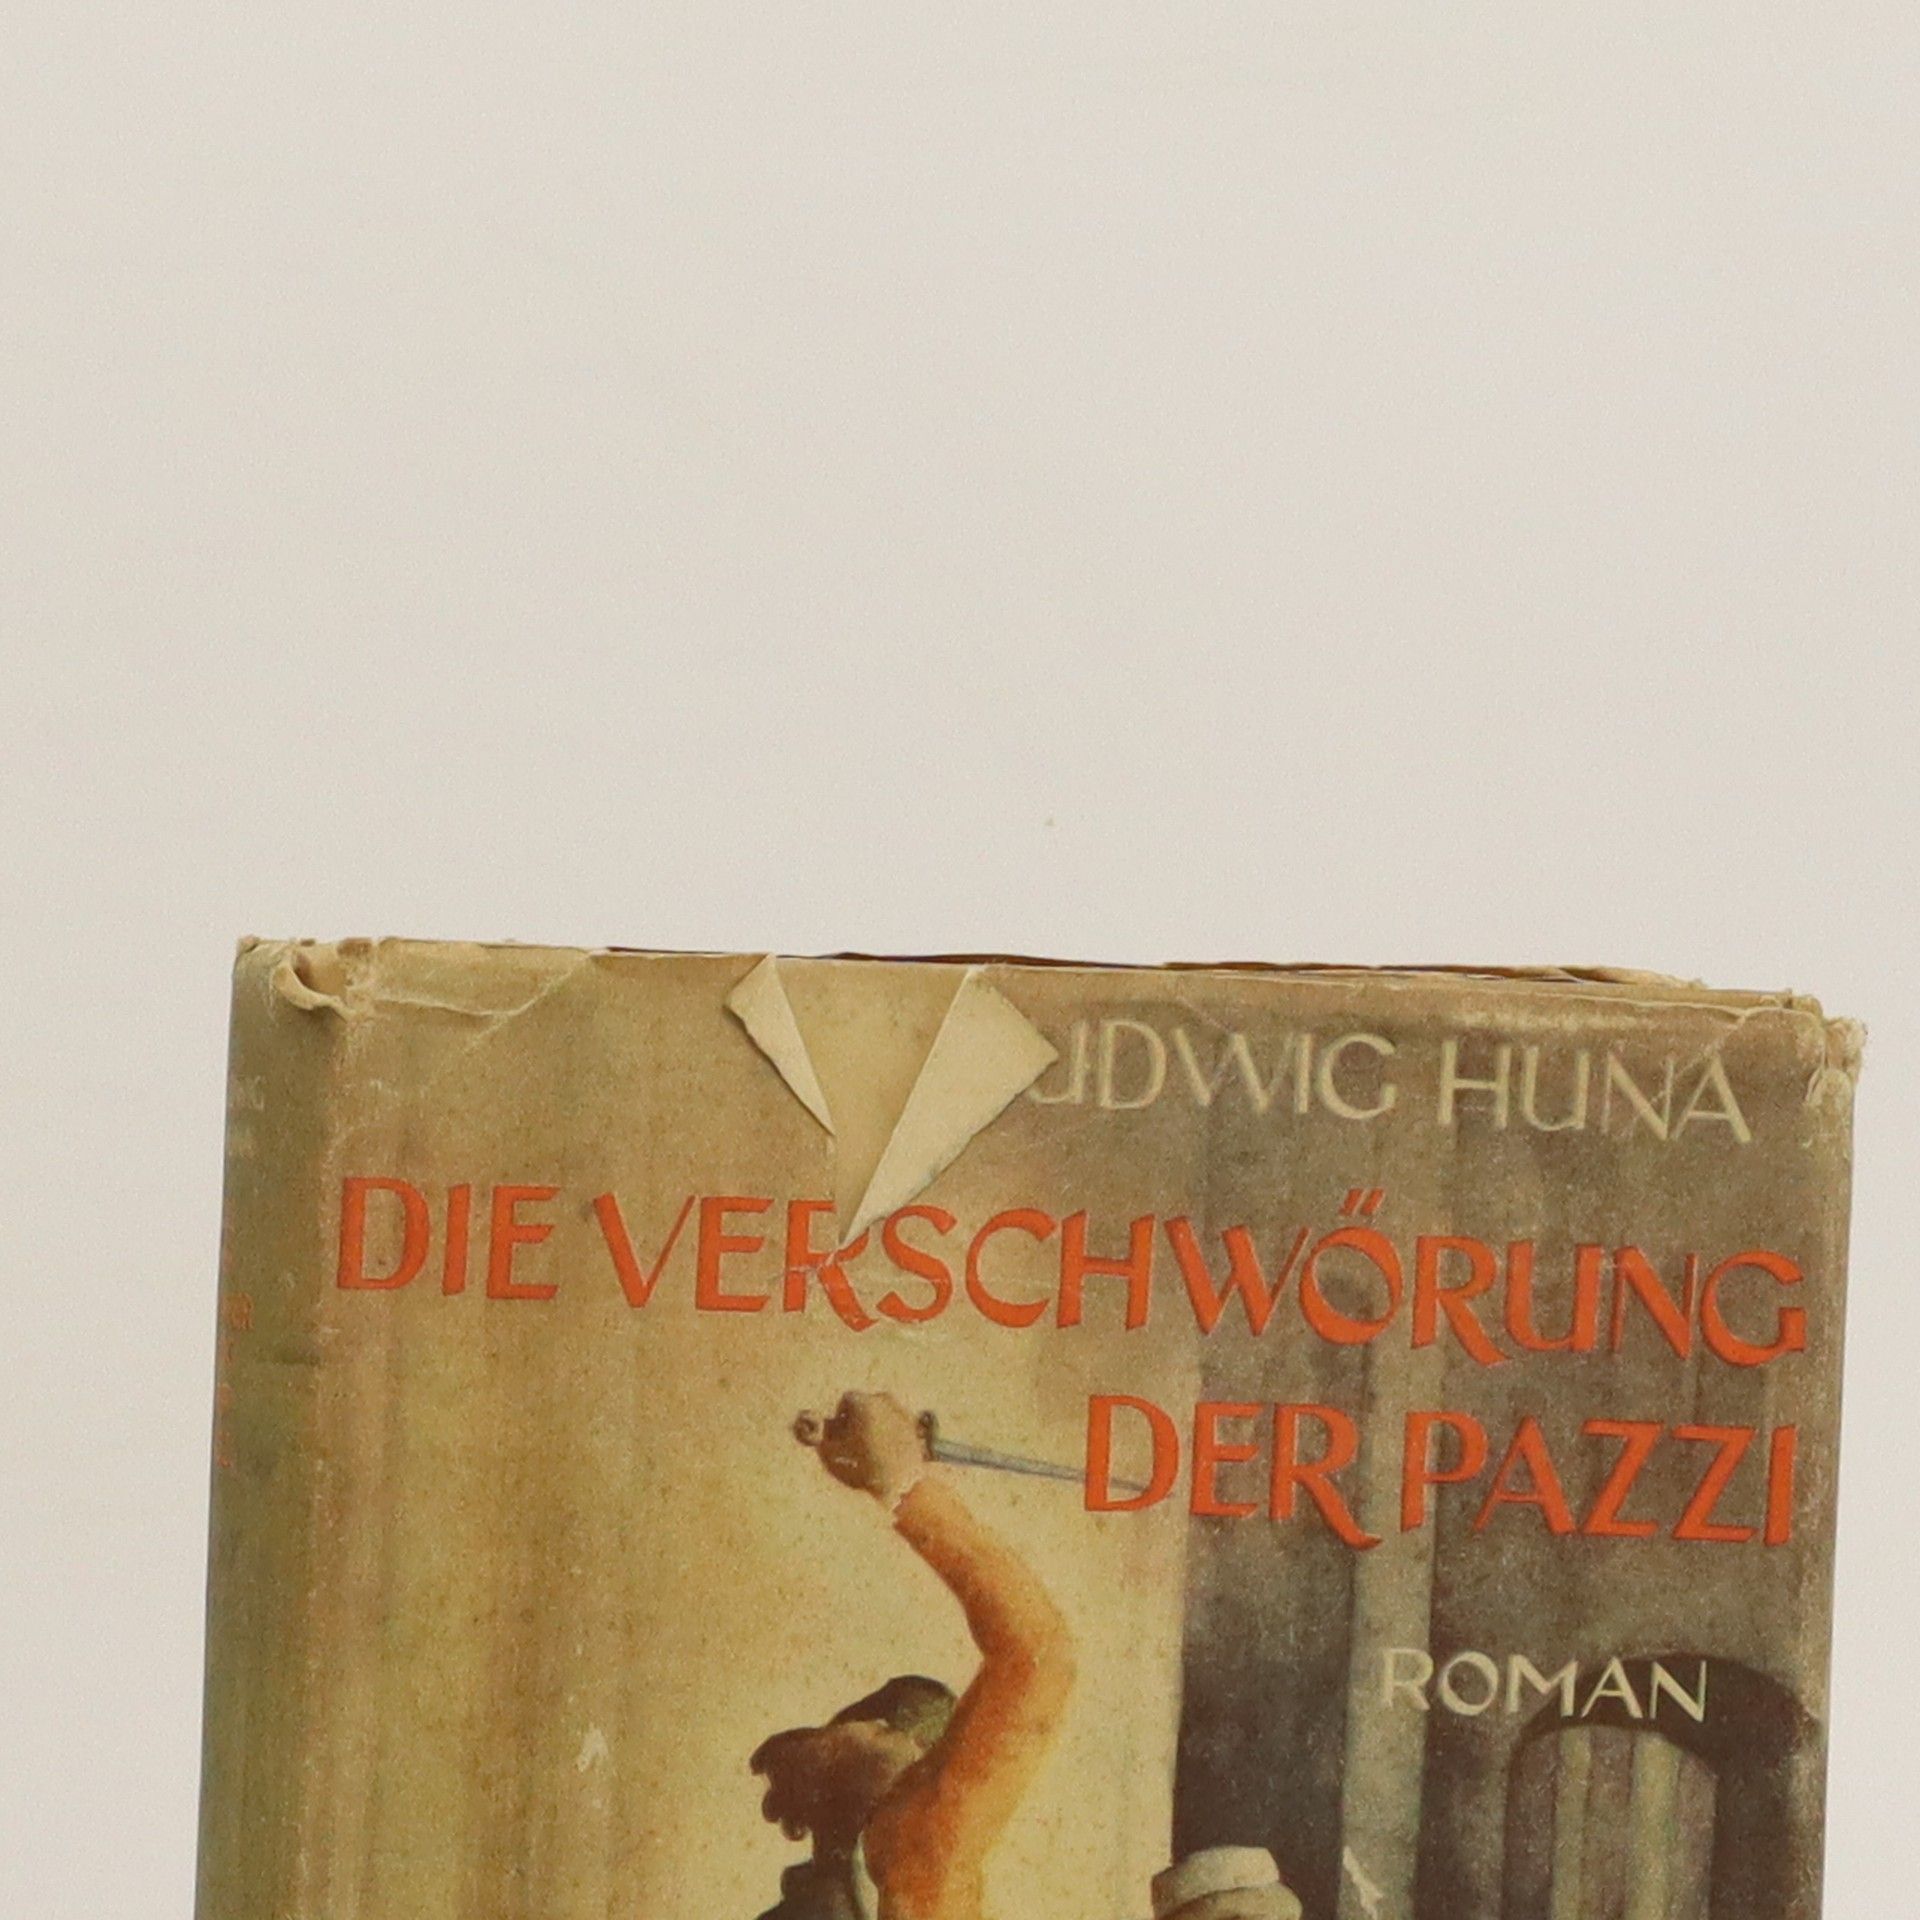 UDWIG HUNA
DIE VERSCHWÖRUNG
DER PAZZI
ROMAN